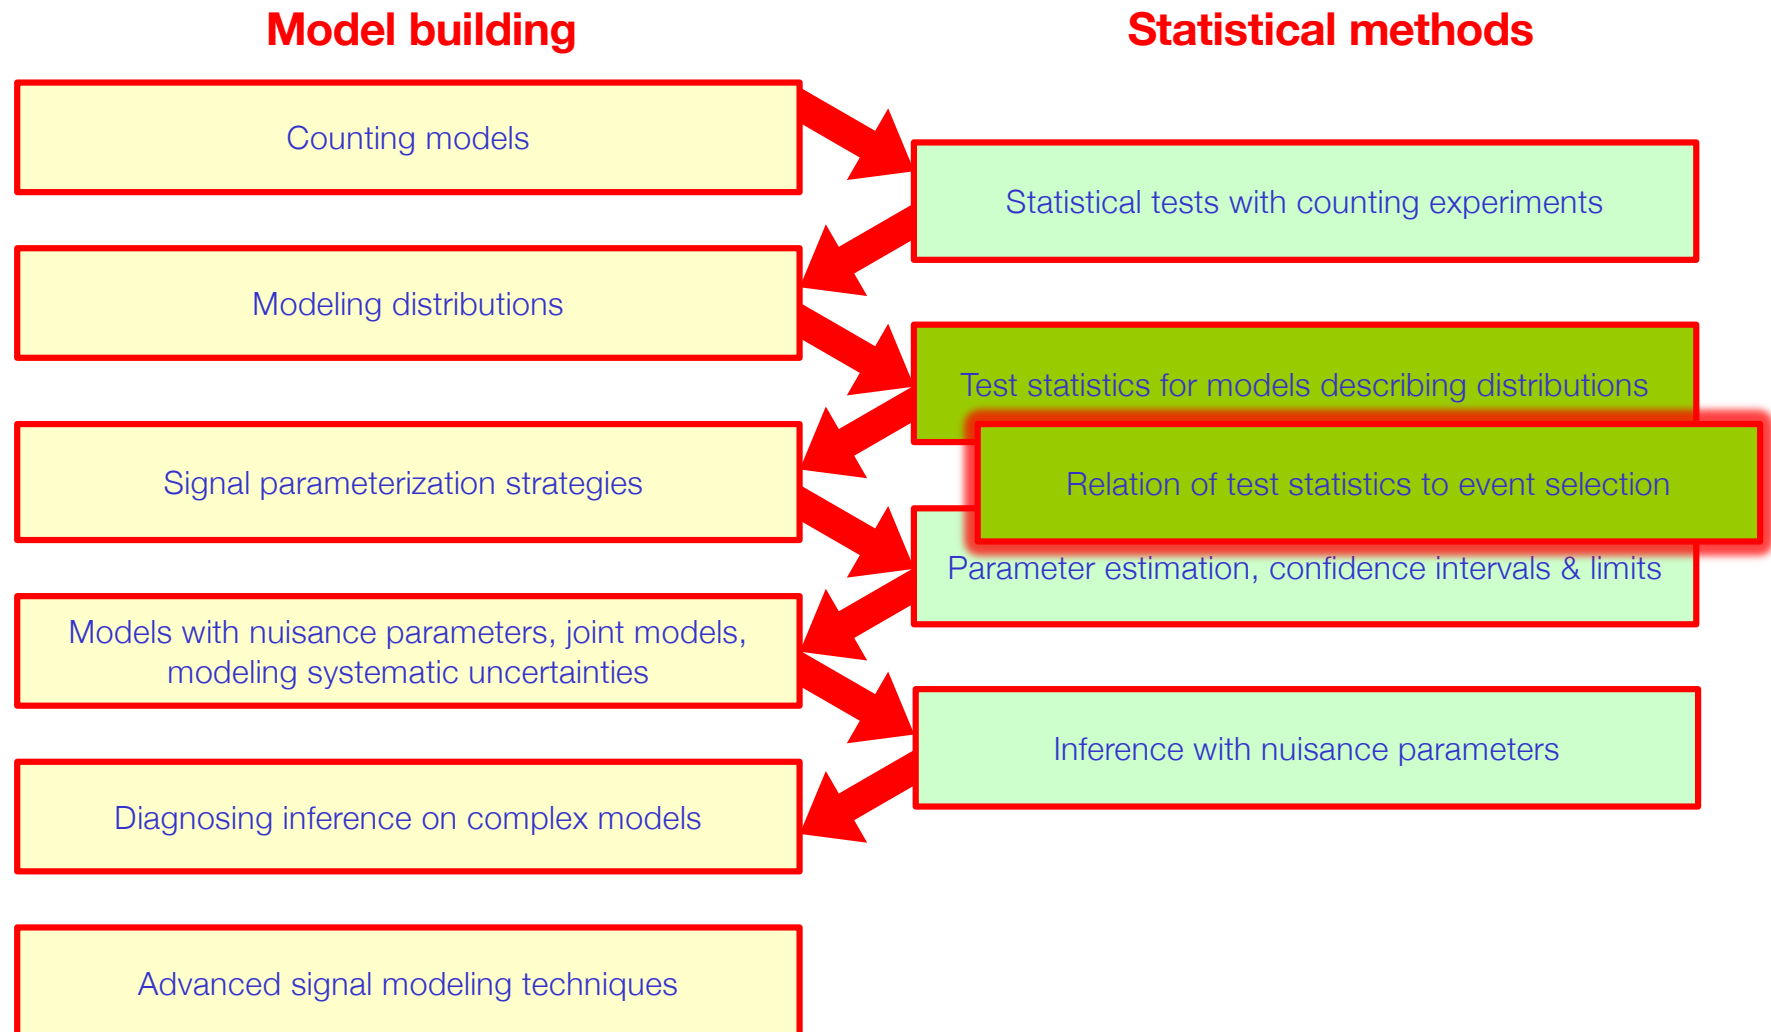 Model building
Statistical methods
Counting models
Statistical tests with counting experiments
Modeling distributions
Test statistics for models describing distributions
Signal parameterization strategies
Relation of test statistics to event selection
Parameter estimation, confidence intervals & limits
Models with nuisance parameters, joint models,
modeling systematic uncertainties
Inference with nuisance parameters
Diagnosing inference on complex models
Advanced signal modeling techniques